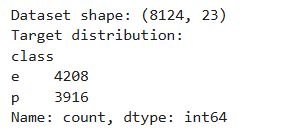 Dataset shape: (8124, 23)
Target distribution:
class
e    4208
p    3916
Name: count, dtype: int64